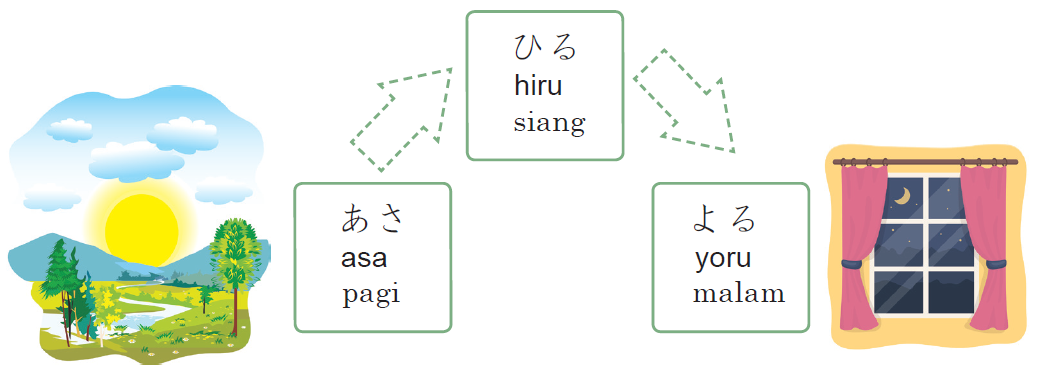 あさ
asa
pagi
ひる
hiru
siang
よる
yoru
malam